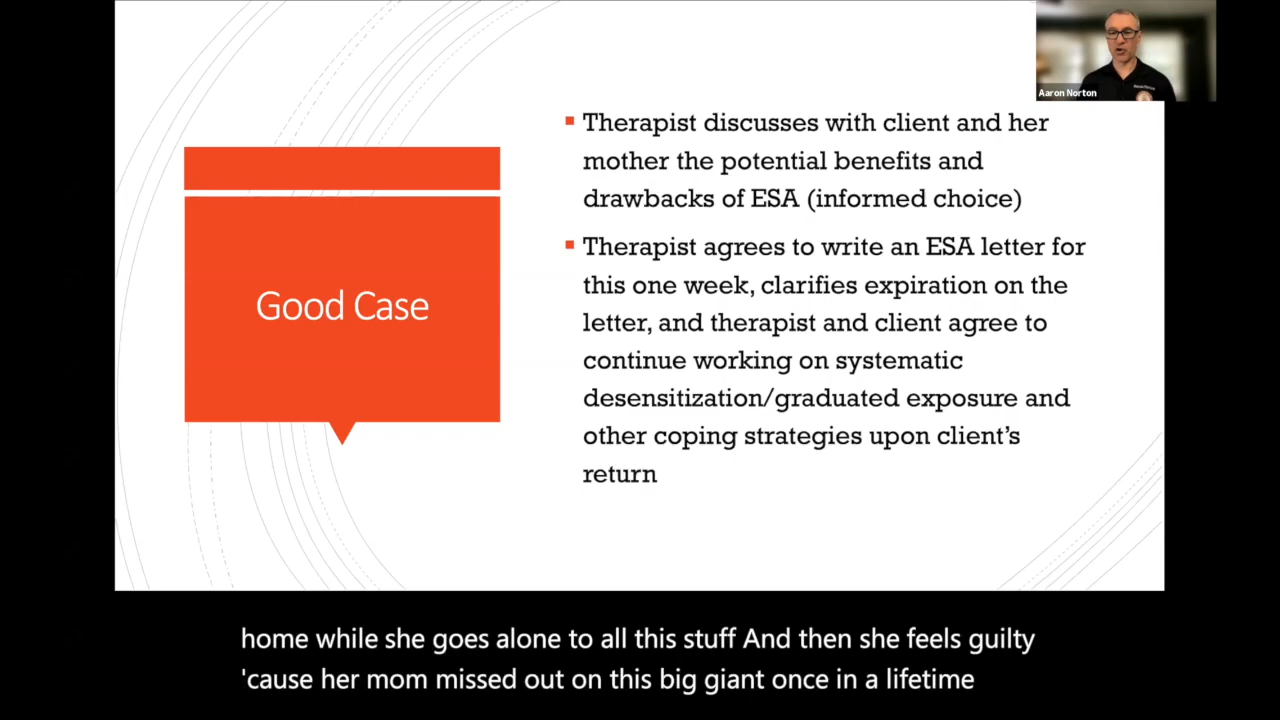 Aaron Norton
Good Case
▪ Therapist discusses with client and her
mother the potential benefits and
drawbacks of ESA (informed choice)
▪ Therapist agrees to write an ESA letter for
this one week, clarifies expiration on the
letter, and therapist and client agree to
continue working on systematic
desensitization/graduated exposure and
other coping strategies upon client’s
return
home while she goes alone to all this stuff And then she feels guilty
'cause her mom missed out on this big giant once in a lifetime